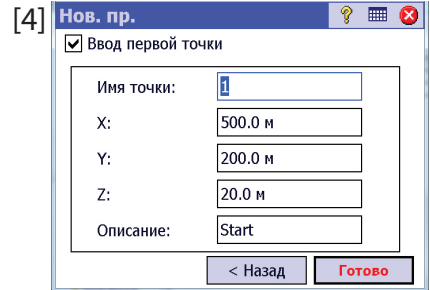 [4]
Нов. пр.
Ввод первой точки
Имя точки: 1
X: 500.0 м
Y: 200.0 м
Z: 20.0 м
Описание: Start
< Назад Готово